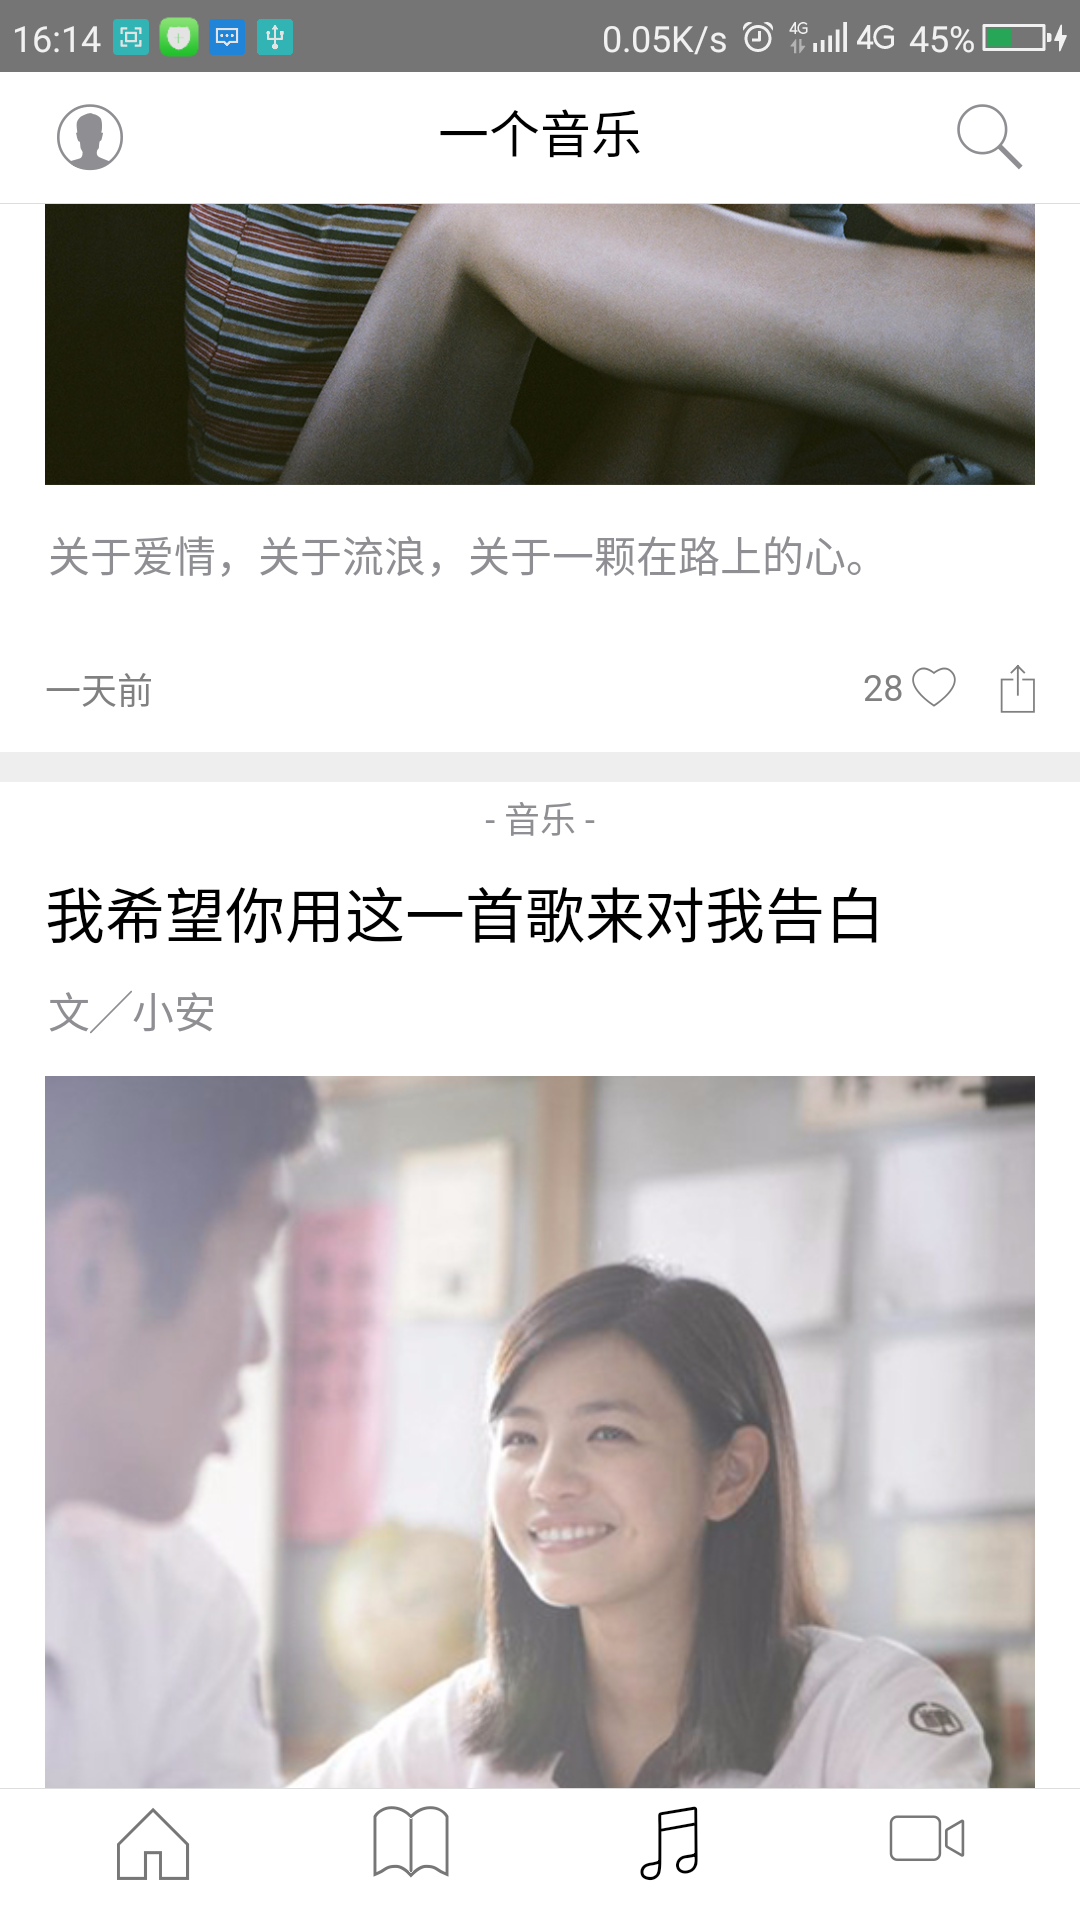 16:14 0.05K/s 4G 4G 45%
一个音乐
关于爱情，关于流浪，关于一颗在路上的心。
一天前 28
- 音乐 -
我希望你用这一首歌来对我告白
文╱小安